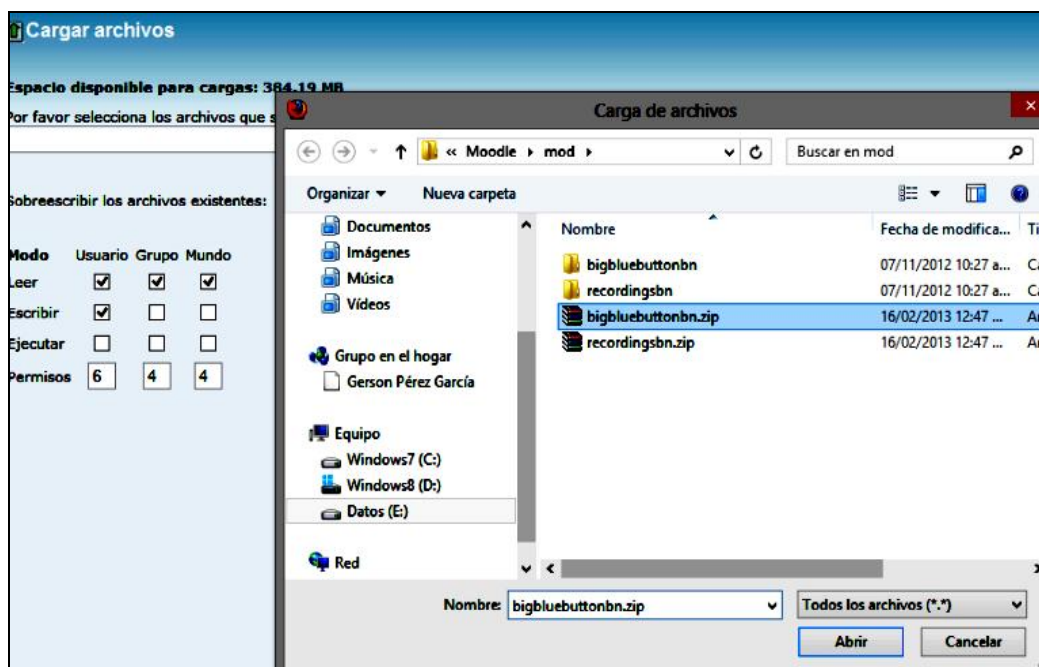 Cargar archivos
Espacio disponible para cargas: 384.19 MB
Por favor selecciona los archivos que s
Sobreescribir los archivos existentes:
Modo Usuario Grupo Mundo
Leer
Escribir
Ejecutar
Permisos 6 4 4
Carga de archivos
« Moodle mod
Buscar en mod
Organizar Nueva carpeta
Documentos
Imágenes
Música
Vídeos
Grupo en el hogar
Gerson Pérez García
Equipo
Windows7 (C:)
Windows8 (D:)
Datos (E:)
Red
Nombre Fecha de modifica... Ti
bigbluebuttonbn 07/11/2012 10:27 a... Ca
recordingsbn 07/11/2012 10:27 a... Ca
bigbluebuttonbn.zip 16/02/2013 12:47 ... Ar
recordingsbn.zip 16/02/2013 12:47 ... Ar
Nombre: bigbluebuttonbn.zip Todos los archivos (*.*)
Abrir Cancelar